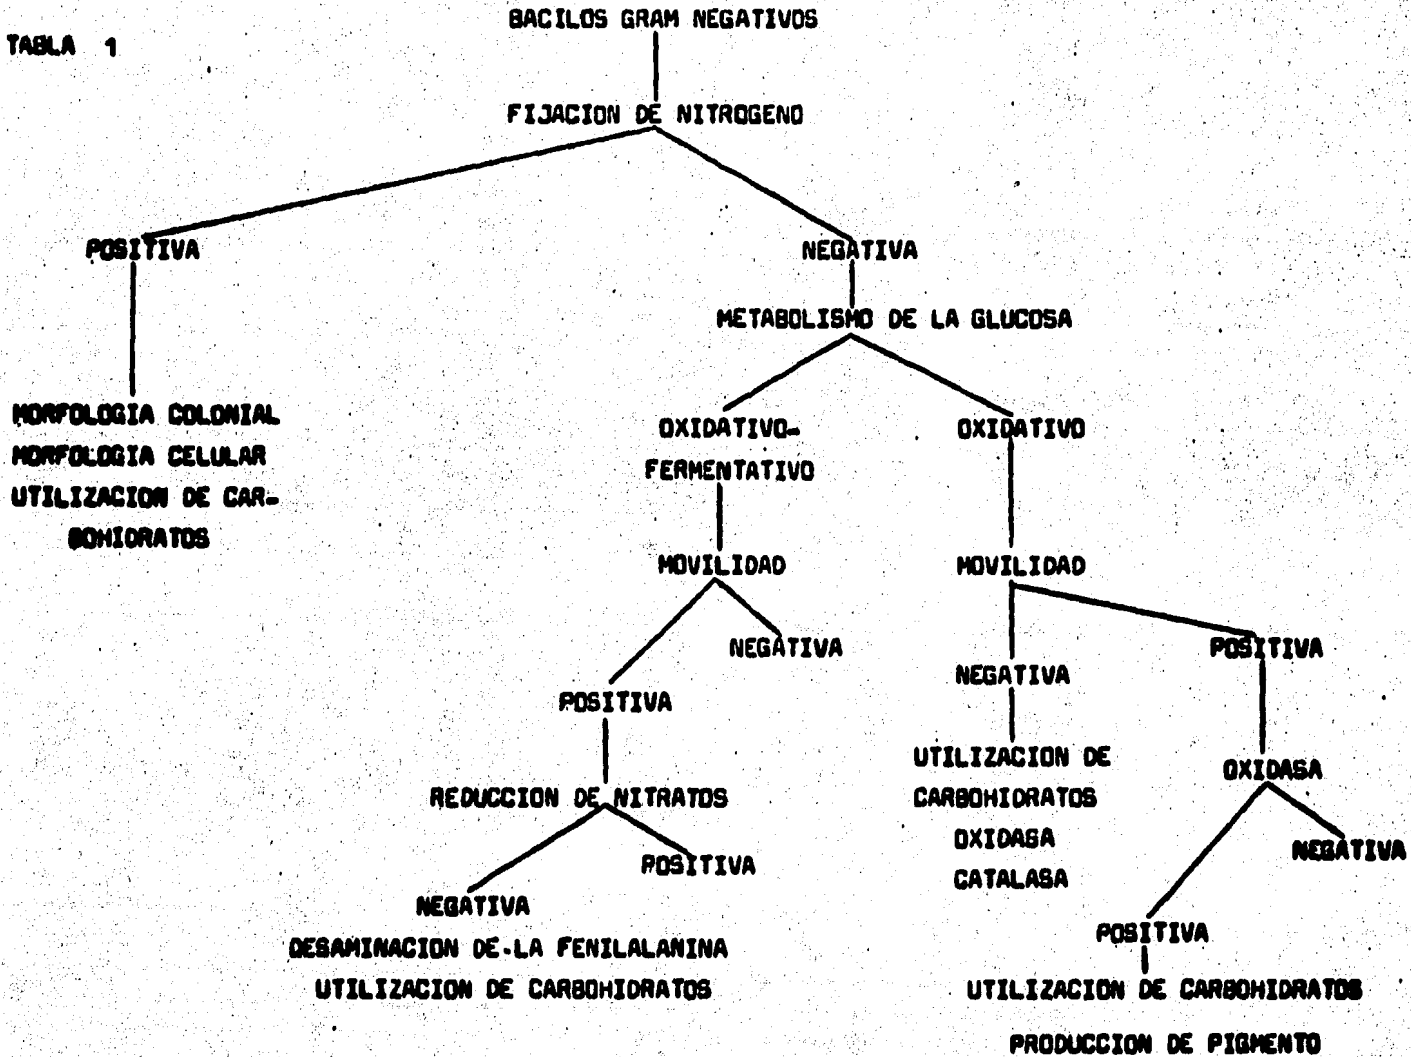 BACILOS GRAM NEGATIVOS
TABLA 1
FIJACION DE NITROGENO
POSITIVA
NEGATIVA
METABOLISMO DE LA GLUCOSA
MORFOLOGIA COLONIAL
MORFOLOGIA CELULAR
UTILIZACION DE CAR-
BOHIDRATOS
OXIDATIVO-
FERMENTATIVO
OXIDATIVO
MOVILIDAD
MOVILIDAD
NEGATIVA
POSITIVA
POSITIVA
NEGATIVA
REDUCCION DE NITRATOS
UTILIZACION DE
CARBOHIDRATOS
OXIDASA
CATALASA
OXIDASA
POSITIVA
NEGATIVA
NEGATIVA
DESAMINACION DE LA FENILALANINA
UTILIZACION DE CARBOHIDRATOS
POSITIVA
UTILIZACION DE CARBOHIDRATOS
PRODUCCION DE PIGMENTO